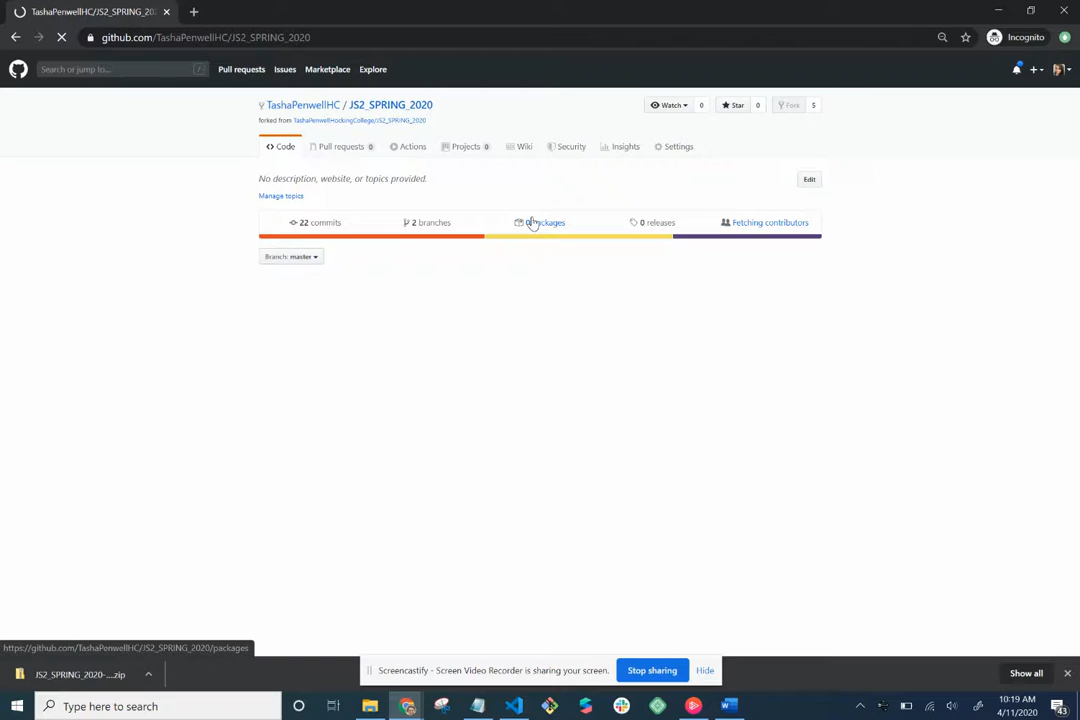 TashaPenwellHC/JS2_SPRING_20
github.com/TashaPenwellHC/JS2_SPRING_2020
Incognito
Search or jump to...
/
Pull requests
Issues
Marketplace
Explore
TashaPenwellHC / JS2_SPRING_2020
forked from TashaPenwellHockingCollege/JS2_SPRING_2020
Watch 0
Star 0
Fork 5
Code
Pull requests 0
Actions
Projects 0
Wiki
Security
Insights
Settings
No description, website, or topics provided.
Edit
Manage topics
22 commits
2 branches
0 packages
0 releases
Fetching contributors
Branch: master
https://github.com/TashaPenwellHC/JS2_SPRING_2020/packages
JS2_SPRING_2020-....zip
Screencastify - Screen Video Recorder is sharing your screen.
Stop sharing
Hide
Show all
Type here to search
10:19 AM
4/11/2020
43